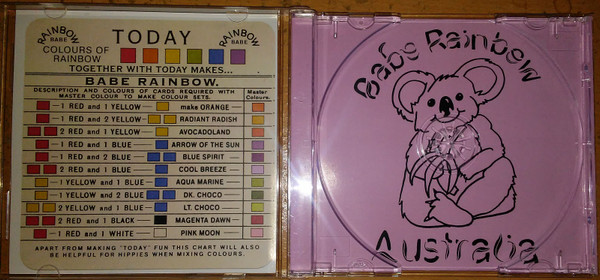 RAINBOW BABE
TODAY
RAINBOW BABE
COLOURS OF RAINBOW
TOGETHER WITH TODAY MAKES...
BABE RAINBOW.
DESCRIPTION AND COLOURS OF CARDS REQUIRED WITH MASTER COLOUR TO MAKE COLOUR SETS.
Master Colours.
1 RED and 1 YELLOW make ORANGE
1 RED and 2 YELLOW RADIANT RADISH
2 RED and 1 YELLOW AVOCADOLAND
1 RED and 1 BLUE ARROW OF THE SUN
1 RED and 2 BLUE BLUE SPIRIT
2 RED and 1 BLUE COOL BREEZE
1 YELLOW and 1 BLUE AQUA MARINE
1 YELLOW and 2 BLUE DK. CHOCO
2 YELLOW and 1 BLUE LT. CHOCO
2 RED and 1 BLACK MAGENTA DAWN
1 RED and 1 WHITE PINK MOON
APART FROM MAKING "TODAY" FUN THIS CHART WILL ALSO
BE HELPFUL FOR HIPPIES WHEN MIXING COLOURS.
Babe Rainbow
Australia